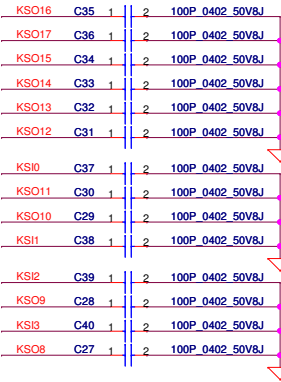 KSO16 C35 1 2 100P_0402_50V8J
KSO17 C36 1 2 100P_0402_50V8J
KSO15 C34 1 2 100P_0402_50V8J
KSO14 C33 1 2 100P_0402_50V8J
KSO13 C32 1 2 100P_0402_50V8J
KSO12 C31 1 2 100P_0402_50V8J
KSI0 C37 1 2 100P_0402_50V8J
KSO11 C30 1 2 100P_0402_50V8J
KSO10 C29 1 2 100P_0402_50V8J
KSI1 C38 1 2 100P_0402_50V8J
KSI2 C39 1 2 100P_0402_50V8J
KSO9 C28 1 2 100P_0402_50V8J
KSI3 C40 1 2 100P_0402_50V8J
KSO8 C27 1 2 100P_0402_50V8J